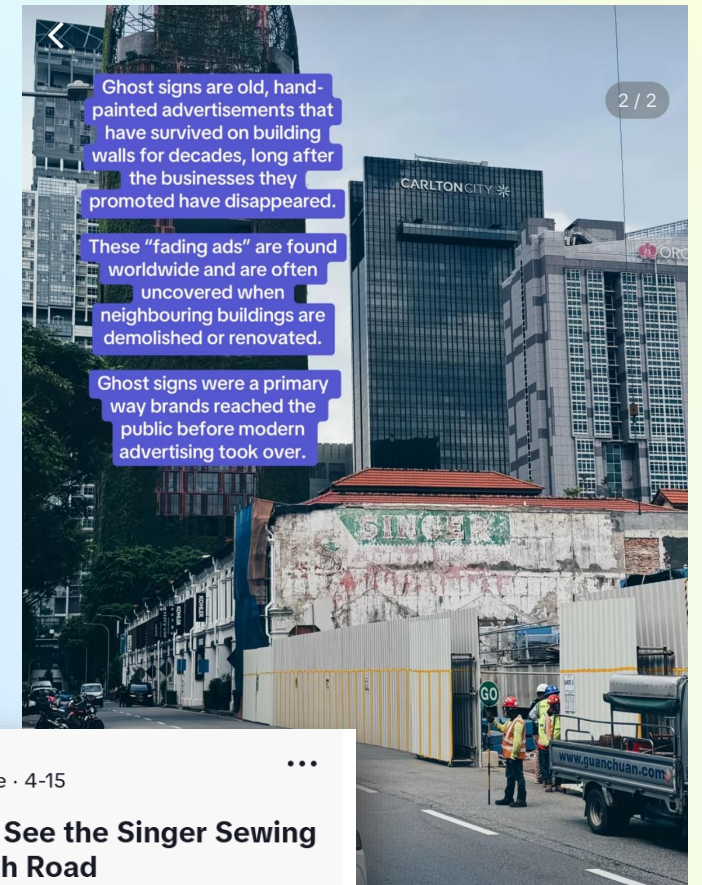 2 / 2
Ghost signs are old, hand-
painted advertisements that
have survived on building
walls for decades, long after
the businesses they
promoted have disappeared.
These “fading ads” are found
worldwide and are often
uncovered when
neighbouring buildings are
demolished or renovated.
Ghost signs were a primary
way brands reached the
public before modern
advertising took over.
CARLTON CITY
SINGER
KOHLER
GO
www.guanchuan.com
e · 4-15
See the Singer Sewing
h Road